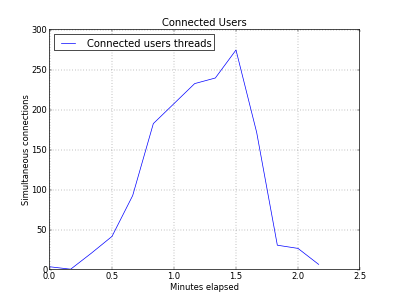 Connected Users
Connected users threads
300
250
200
150
100
50
0
Simultaneous connections
0.0 0.5 1.0 1.5 2.0 2.5
Minutes elapsed